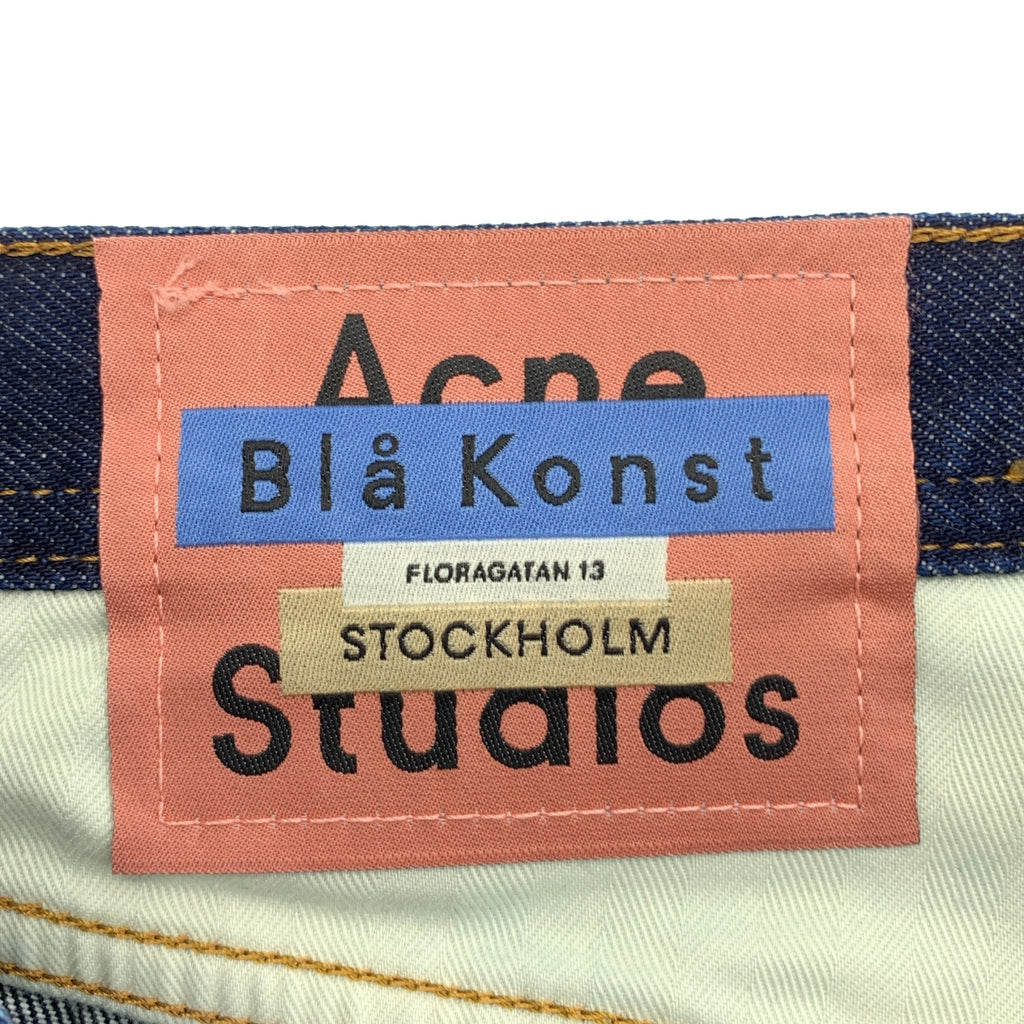 Acne
Blå Konst
FLORAGATAN 13
STOCKHOLM
Studios